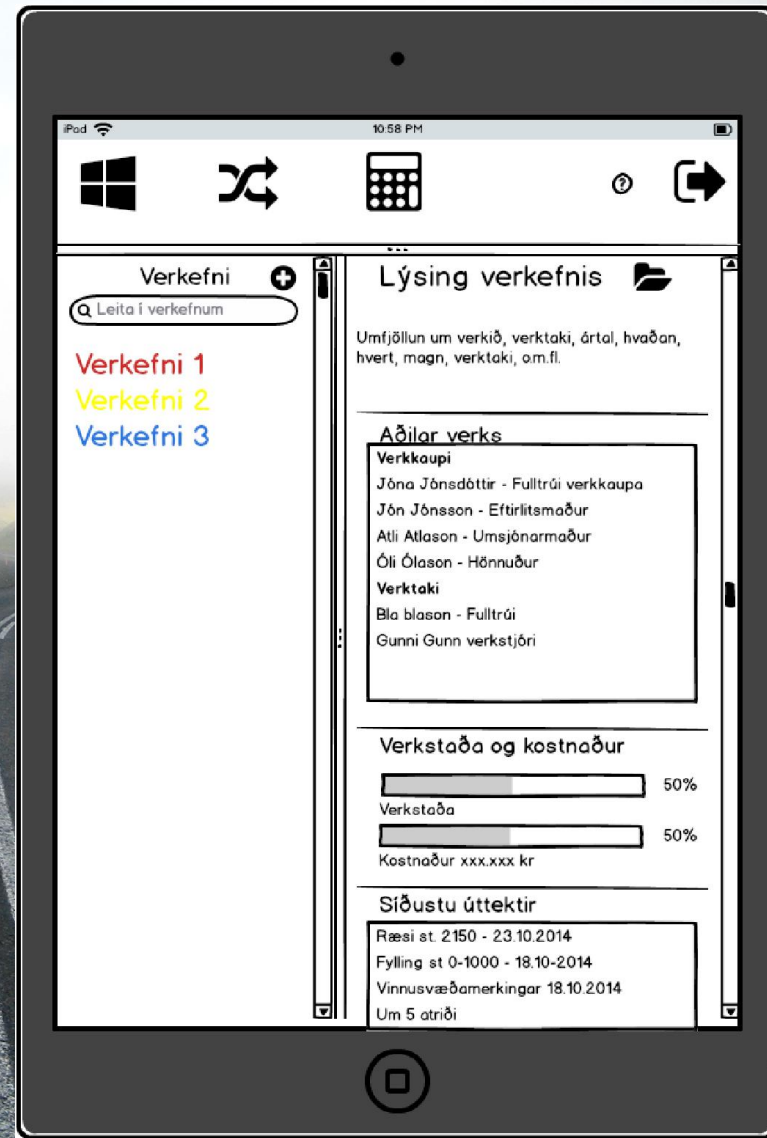 iPad
10:58 PM
?
Verkefni
Leita í verkefnum
Verkefni 1
Verkefni 2
Verkefni 3
Lýsing verkefnis
Umfjöllun um verkið, verktaki, ártal, hvaðan,
hvert, magn, verktaki, o.m.fl.
Aðilar verks
Verkkaupi
Jóna Jónsdóttir - Fulltrúi verkkaupa
Jón Jónsson - Eftirlitsmaður
Atli Atlason - Umsjónarmaður
Óli Ólason - Hönnuður
Verktaki
Bla blason - Fulltrúi
Gunni Gunn verkstjóri
Verkstaða og kostnaður
50%
Verkstaða
50%
Kostnaður xxx.xxx kr
Síðustu úttektir
Ræsi st. 2150 - 23.10.2014
Fylling st 0-1000 - 18.10-2014
Vinnusvæðamerkingar 18.10.2014
Um 5 atriði